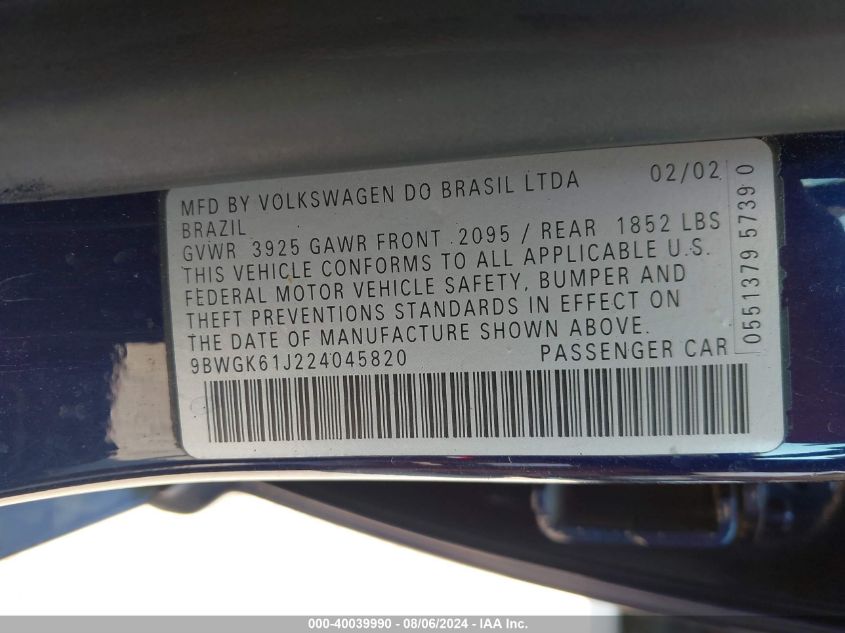 MFD BY VOLKSWAGEN DO BRASIL LTDA 02/02
BRAZIL
GVWR 3925 GAWR FRONT 2095 / REAR 1852 LBS
THIS VEHICLE CONFORMS TO ALL APPLICABLE U.S.
FEDERAL MOTOR VEHICLE SAFETY, BUMPER AND
THEFT PREVENTIONS STANDARDS IN EFFECT ON
THE DATE OF MANUFACTURE SHOWN ABOVE.
9BWGK61J224045820 PASSENGER CAR
0551379 57390
000-40039990 - 08/06/2024 - IAA Inc.